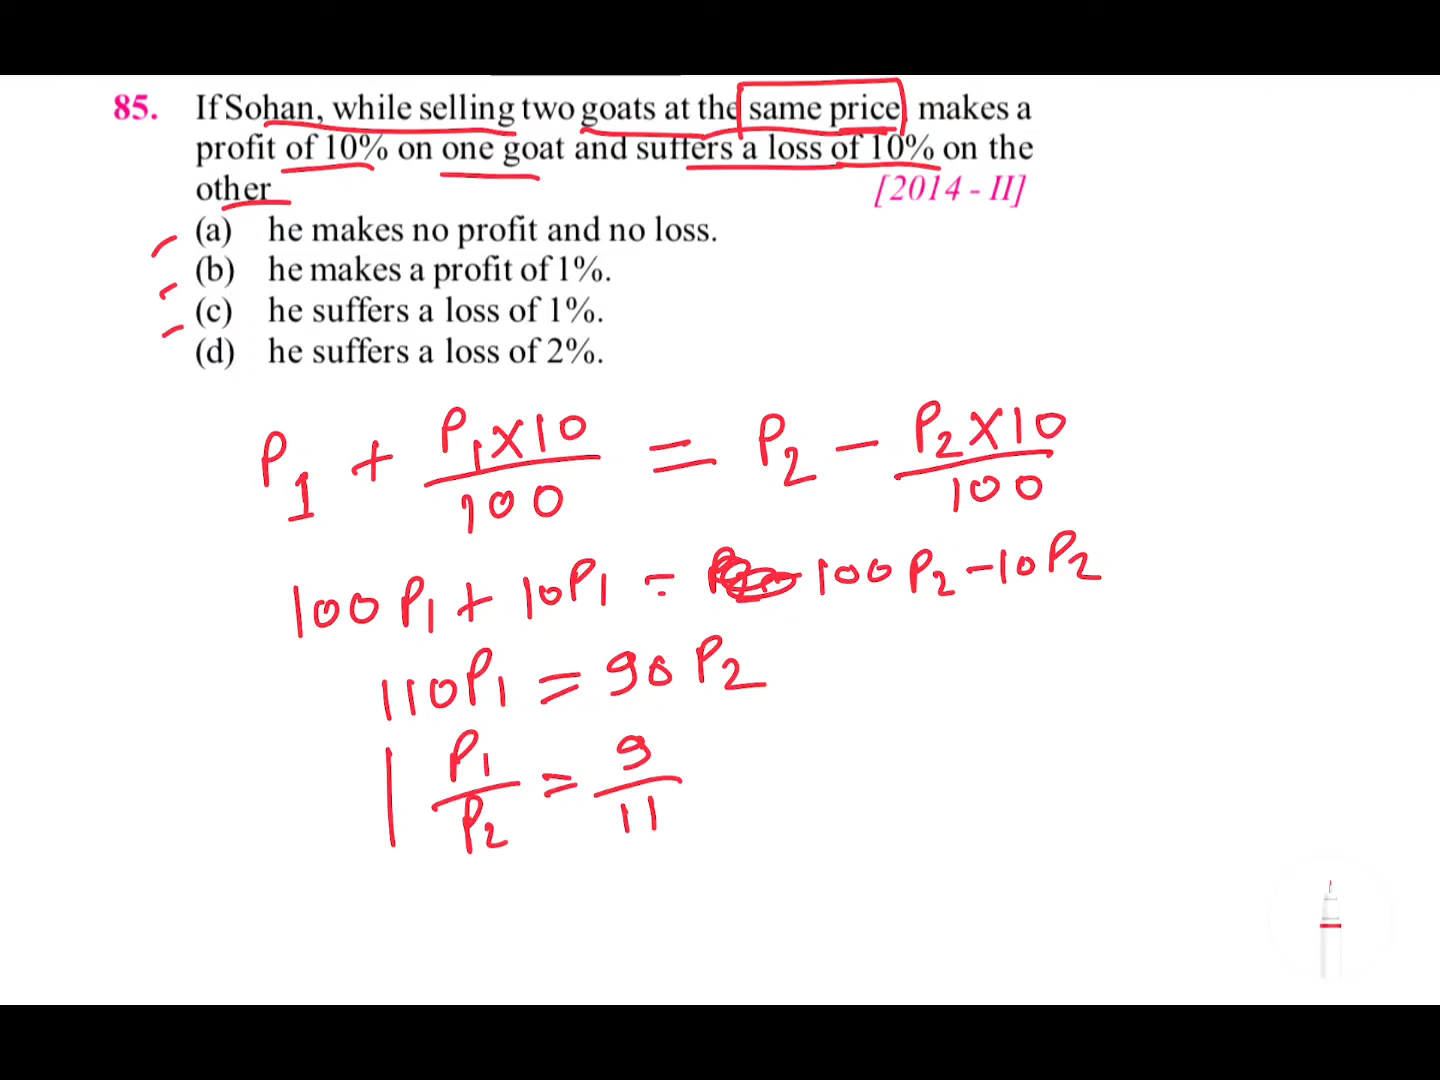 85. If Sohan, while selling two goats at the same price makes a
profit of 10% on one goat and suffers a loss of 10% on the
other [2014 - II]
(a) he makes no profit and no loss.
(b) he makes a profit of 1%.
(c) he suffers a loss of 1%.
(d) he suffers a loss of 2%.
P1 + P1×10/100 = P2 - P2×10/100
100P1 + 10P1 = 100P2 - 10P2
110P1 = 90P2
P1/P2 = 9/11